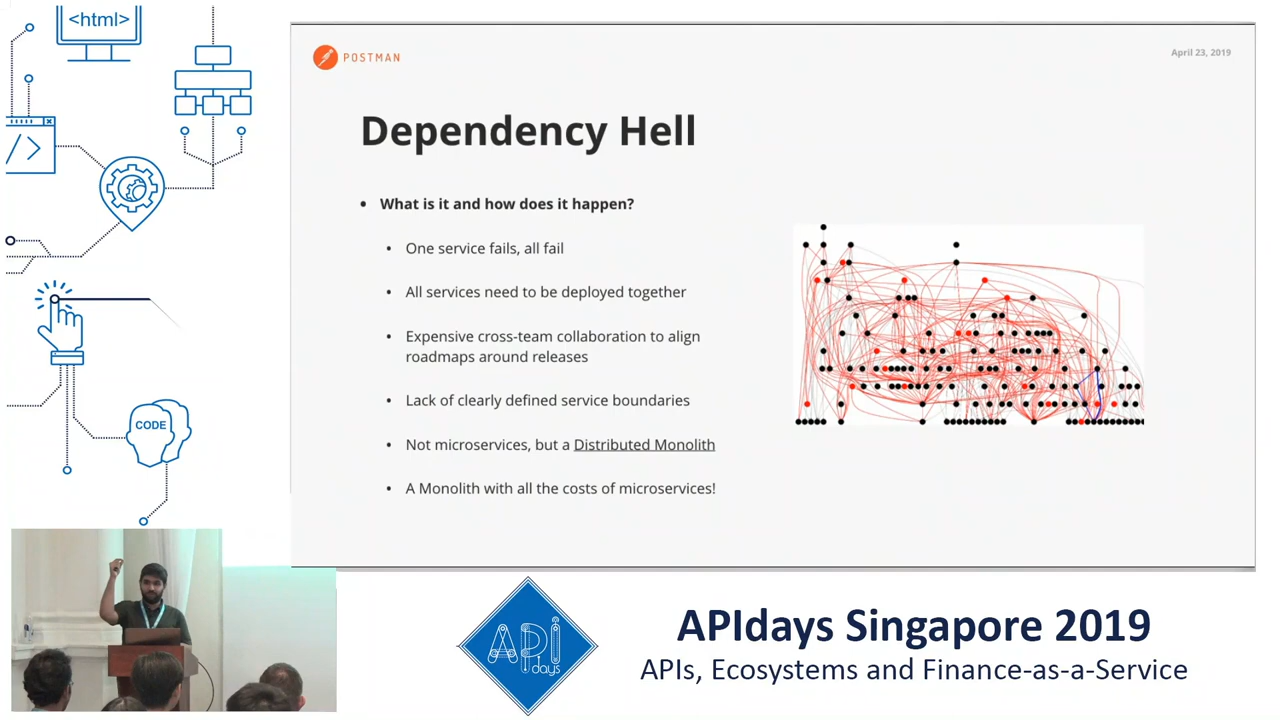 <html>
</>
CODE
POSTMAN
April 23, 2019
Dependency Hell
• What is it and how does it happen?
• One service fails, all fail
• All services need to be deployed together
• Expensive cross-team collaboration to align
roadmaps around releases
• Lack of clearly defined service boundaries
• Not microservices, but a Distributed Monolith
• A Monolith with all the costs of microservices!
API
days
APIdays Singapore 2019
APIs, Ecosystems and Finance-as-a-Service